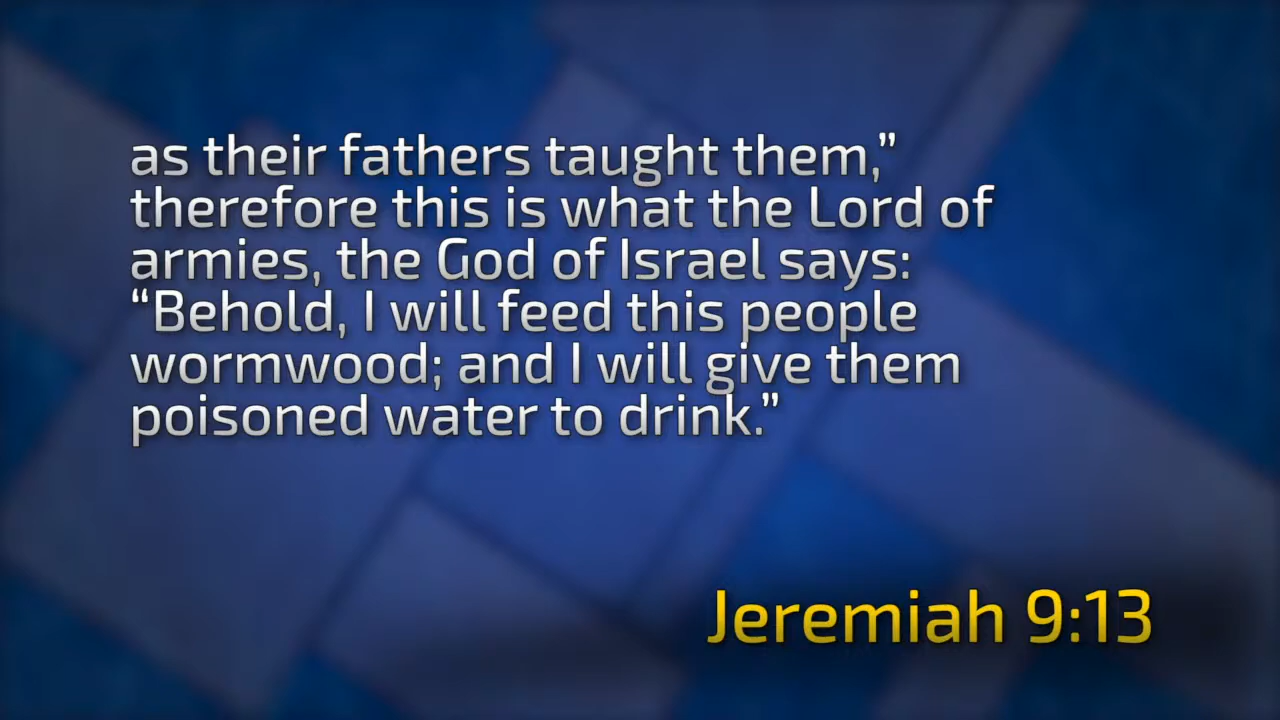 as their fathers taught them,”
therefore this is what the Lord of
armies, the God of Israel says:
“Behold, I will feed this people
wormwood; and I will give them
poisoned water to drink.”
Jeremiah 9:13